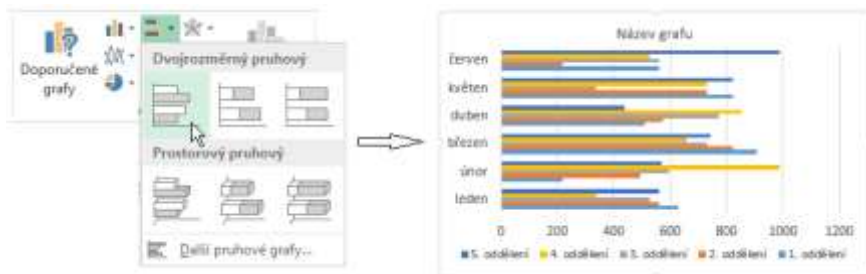 Doporučené
grafy
Dvojrozměrný pruhový
Prostorový pruhový
Další pruhové grafy...
Název grafu
červen
květen
duben
březen
únor
leden
0 200 400 600 800 1000 1200
5. oddělení 4. oddělení 3. oddělení 2. oddělení 1. oddělení